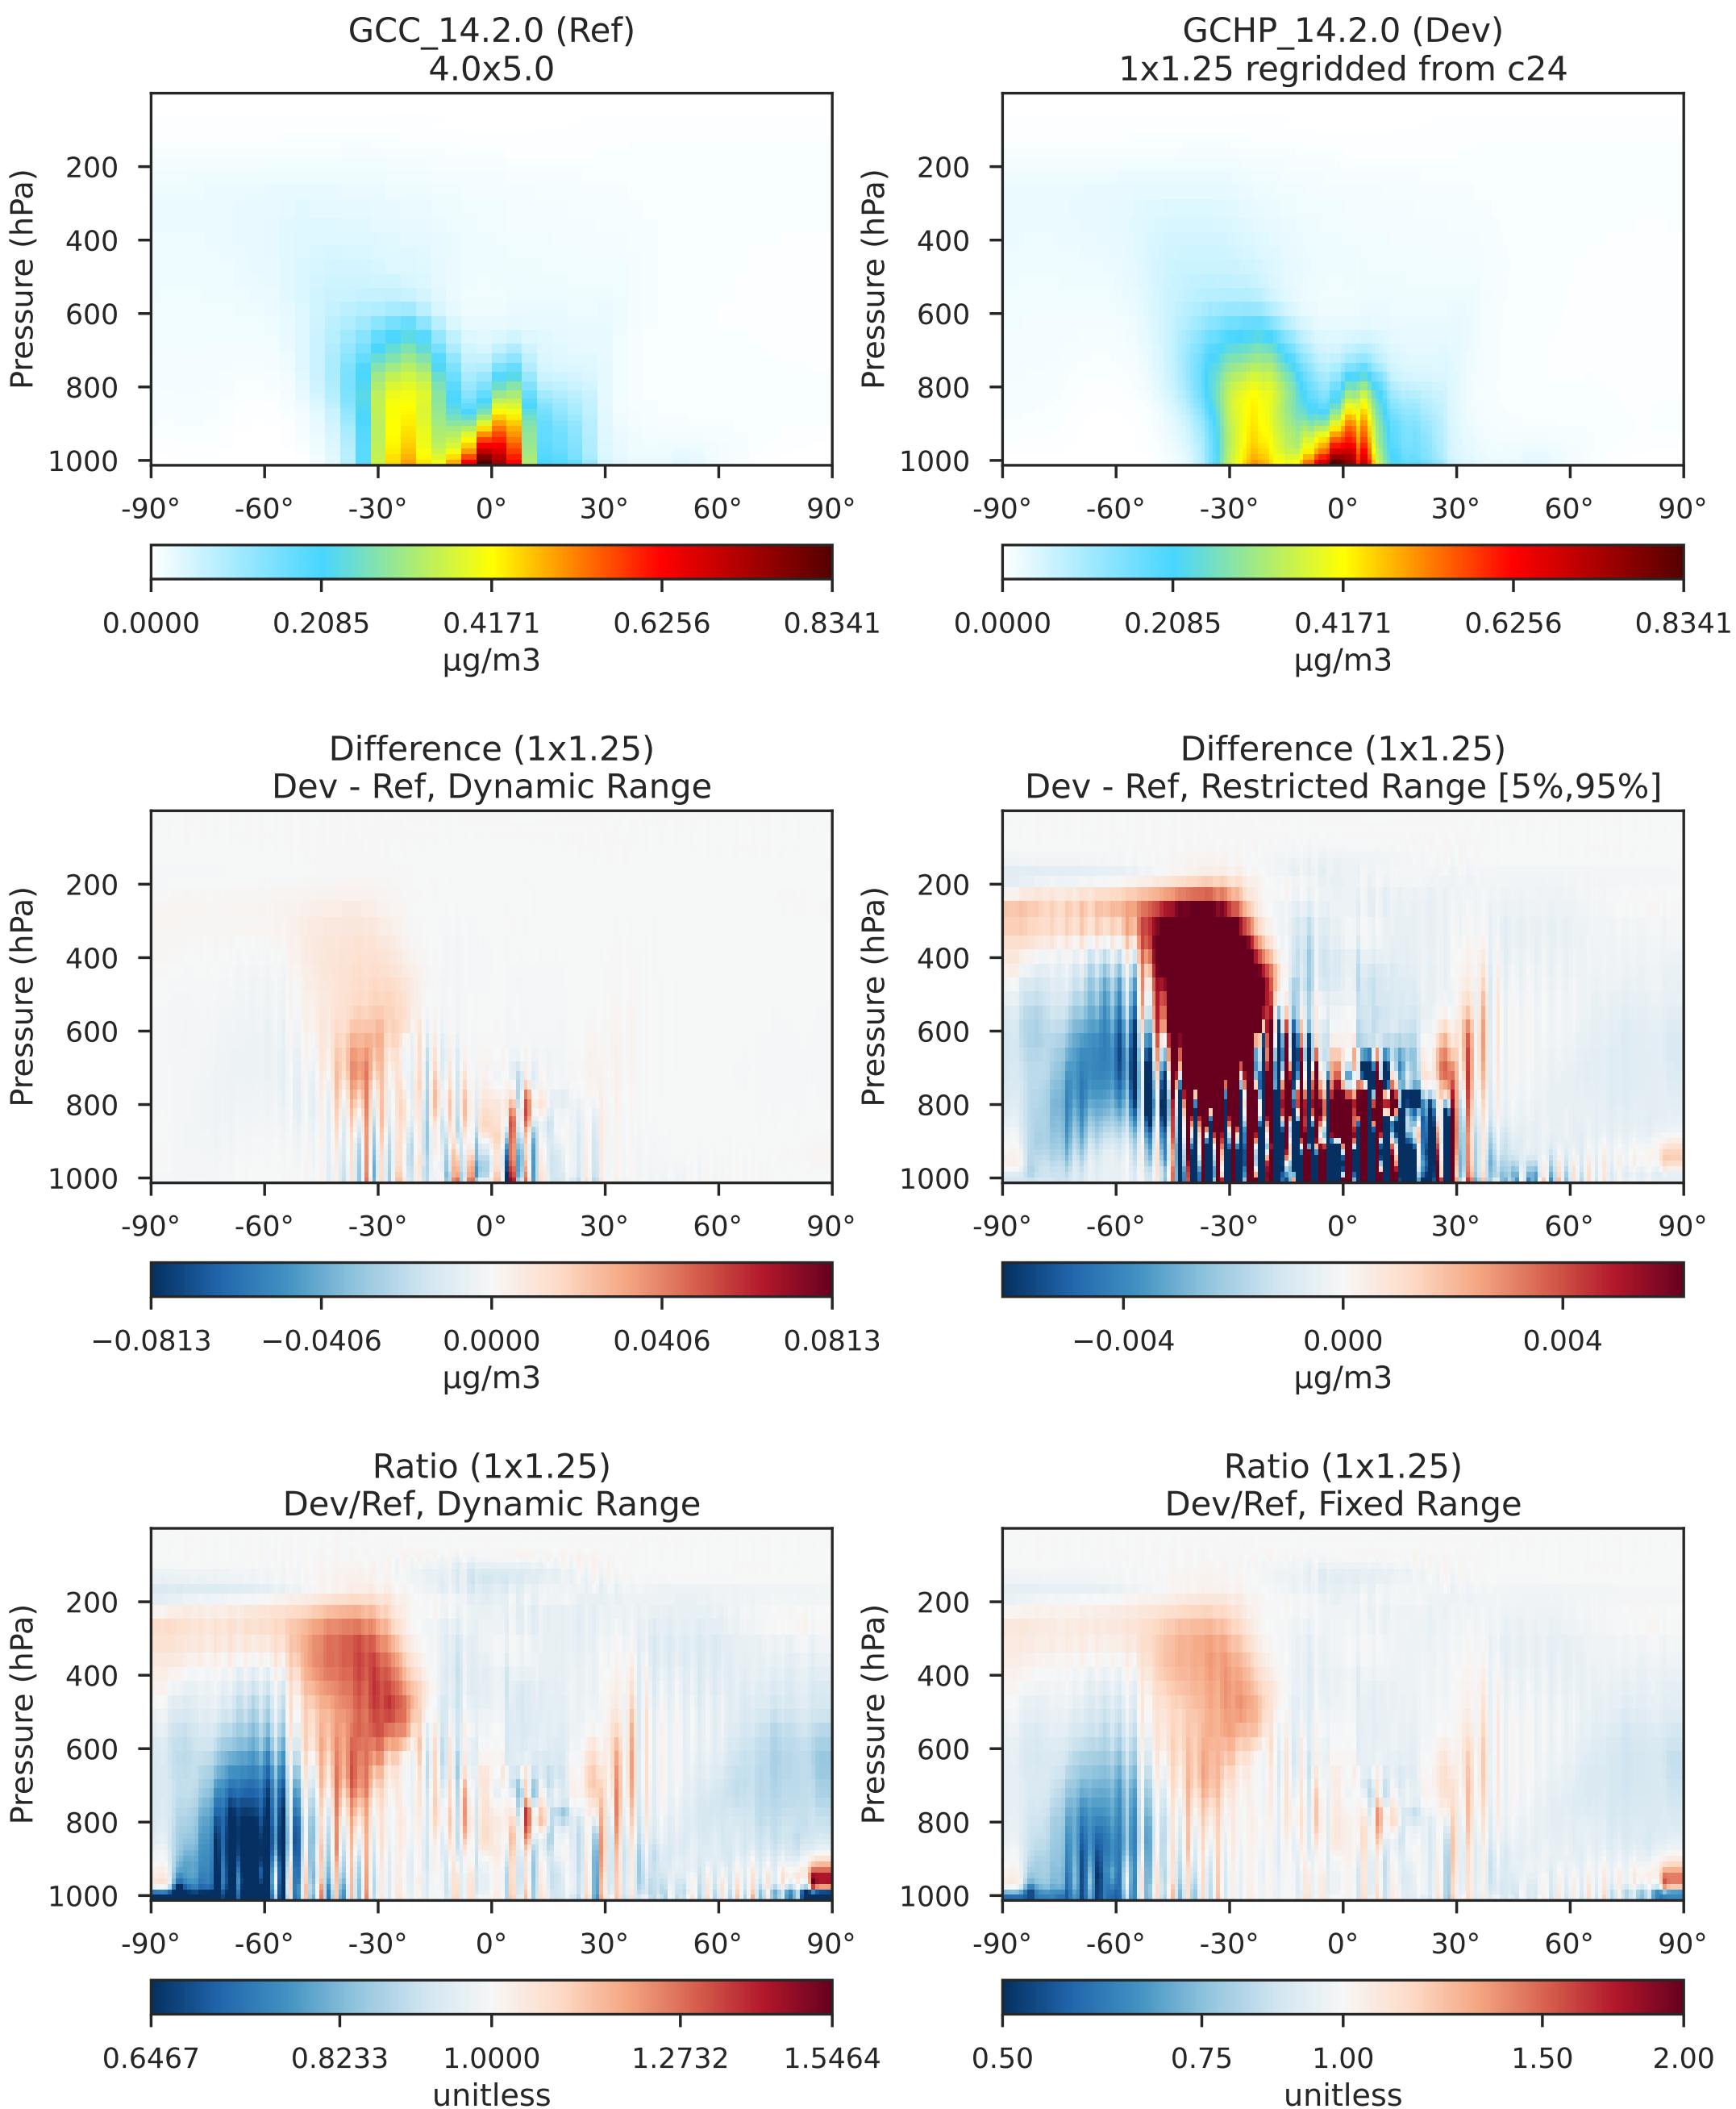 GCC_14.2.0 (Ref)
4.0x5.0
Pressure (hPa)
200
400
600
800
1000
-90° -60° -30° 0° 30° 60° 90°
0.0000 0.2085 0.4171 0.6256 0.8341
μg/m3
GCHP_14.2.0 (Dev)
1x1.25 regridded from c24
Pressure (hPa)
200
400
600
800
1000
-90° -60° -30° 0° 30° 60° 90°
0.0000 0.2085 0.4171 0.6256 0.8341
μg/m3
Difference (1x1.25)
Dev - Ref, Dynamic Range
Pressure (hPa)
200
400
600
800
1000
-90° -60° -30° 0° 30° 60° 90°
−0.0813 −0.0406 0.0000 0.0406 0.0813
μg/m3
Difference (1x1.25)
Dev - Ref, Restricted Range [5%,95%]
Pressure (hPa)
200
400
600
800
1000
-90° -60° -30° 0° 30° 60° 90°
−0.004 0.000 0.004
μg/m3
Ratio (1x1.25)
Dev/Ref, Dynamic Range
Pressure (hPa)
200
400
600
800
1000
-90° -60° -30° 0° 30° 60° 90°
0.6467 0.8233 1.0000 1.2732 1.5464
unitless
Ratio (1x1.25)
Dev/Ref, Fixed Range
Pressure (hPa)
200
400
600
800
1000
-90° -60° -30° 0° 30° 60° 90°
0.50 0.75 1.00 1.50 2.00
unitless